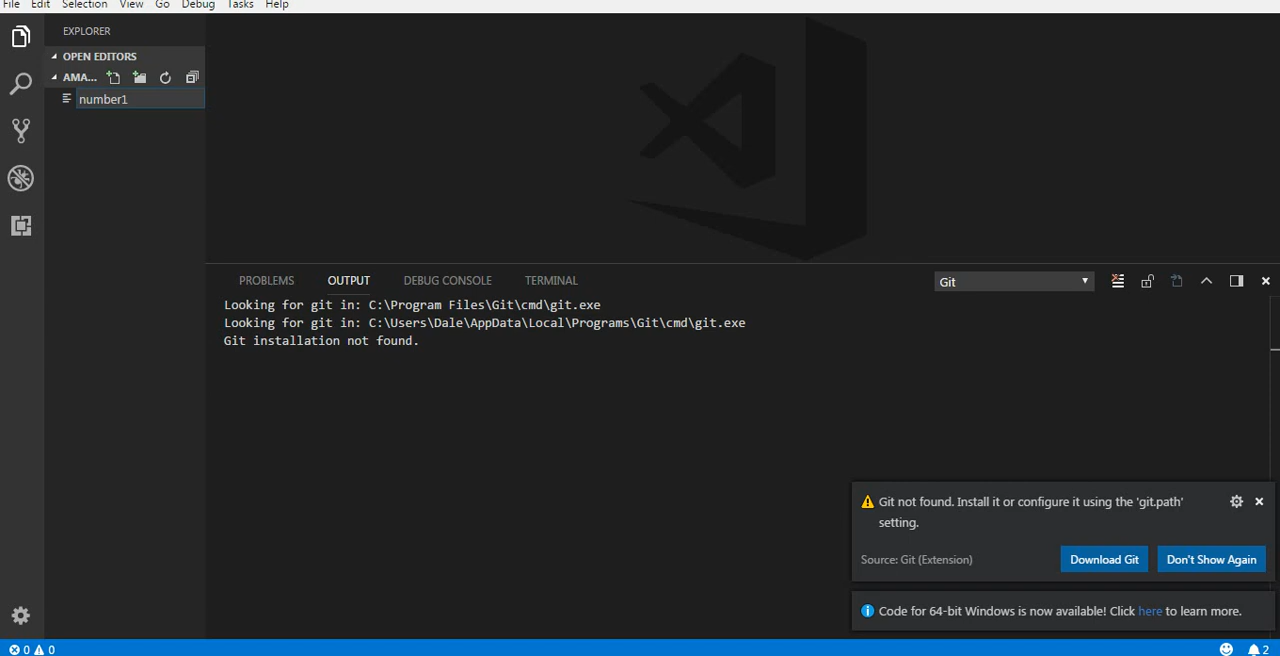 File Edit Selection View Go Debug Tasks Help
EXPLORER
OPEN EDITORS
AMA...
number1
PROBLEMS OUTPUT DEBUG CONSOLE TERMINAL
Git
Looking for git in: C:\Program Files\Git\cmd\git.exe
Looking for git in: C:\Users\Dale\AppData\Local\Programs\Git\cmd\git.exe
Git installation not found.
Git not found. Install it or configure it using the 'git.path'
setting.
Source: Git (Extension)
Download Git
Don't Show Again
Code for 64-bit Windows is now available! Click here to learn more.
0 0
2